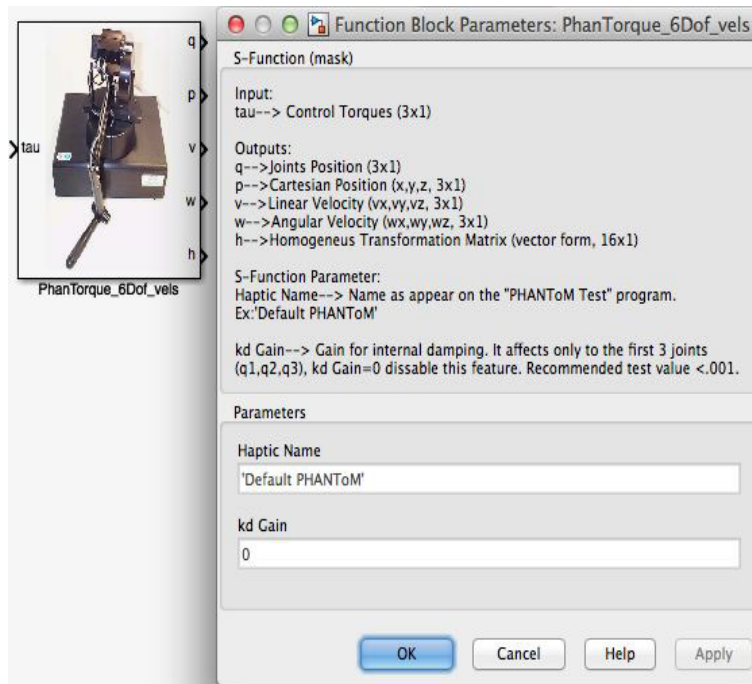 q
p
tau
v
w
h
PhanTorque_6Dof_vels
Function Block Parameters: PhanTorque_6Dof_vels
S-Function (mask)
Input:
tau--> Control Torques (3x1)
Outputs:
q-->Joints Position (3x1)
p-->Cartesian Position (x,y,z, 3x1)
v-->Linear Velocity (vx,vy,vz, 3x1)
w-->Angular Velocity (wx,wy,wz, 3x1)
h-->Homogeneus Transformation Matrix (vector form, 16x1)
S-Function Parameter:
Haptic Name--> Name as appear on the "PHANToM Test" program.
Ex:'Default PHANToM'
kd Gain--> Gain for internal damping. It affects only to the first 3 joints
(q1,q2,q3), kd Gain=0 dissable this feature. Recommended test value <.001.
Parameters
Haptic Name
'Default PHANToM'
kd Gain
0
OK
Cancel
Help
Apply